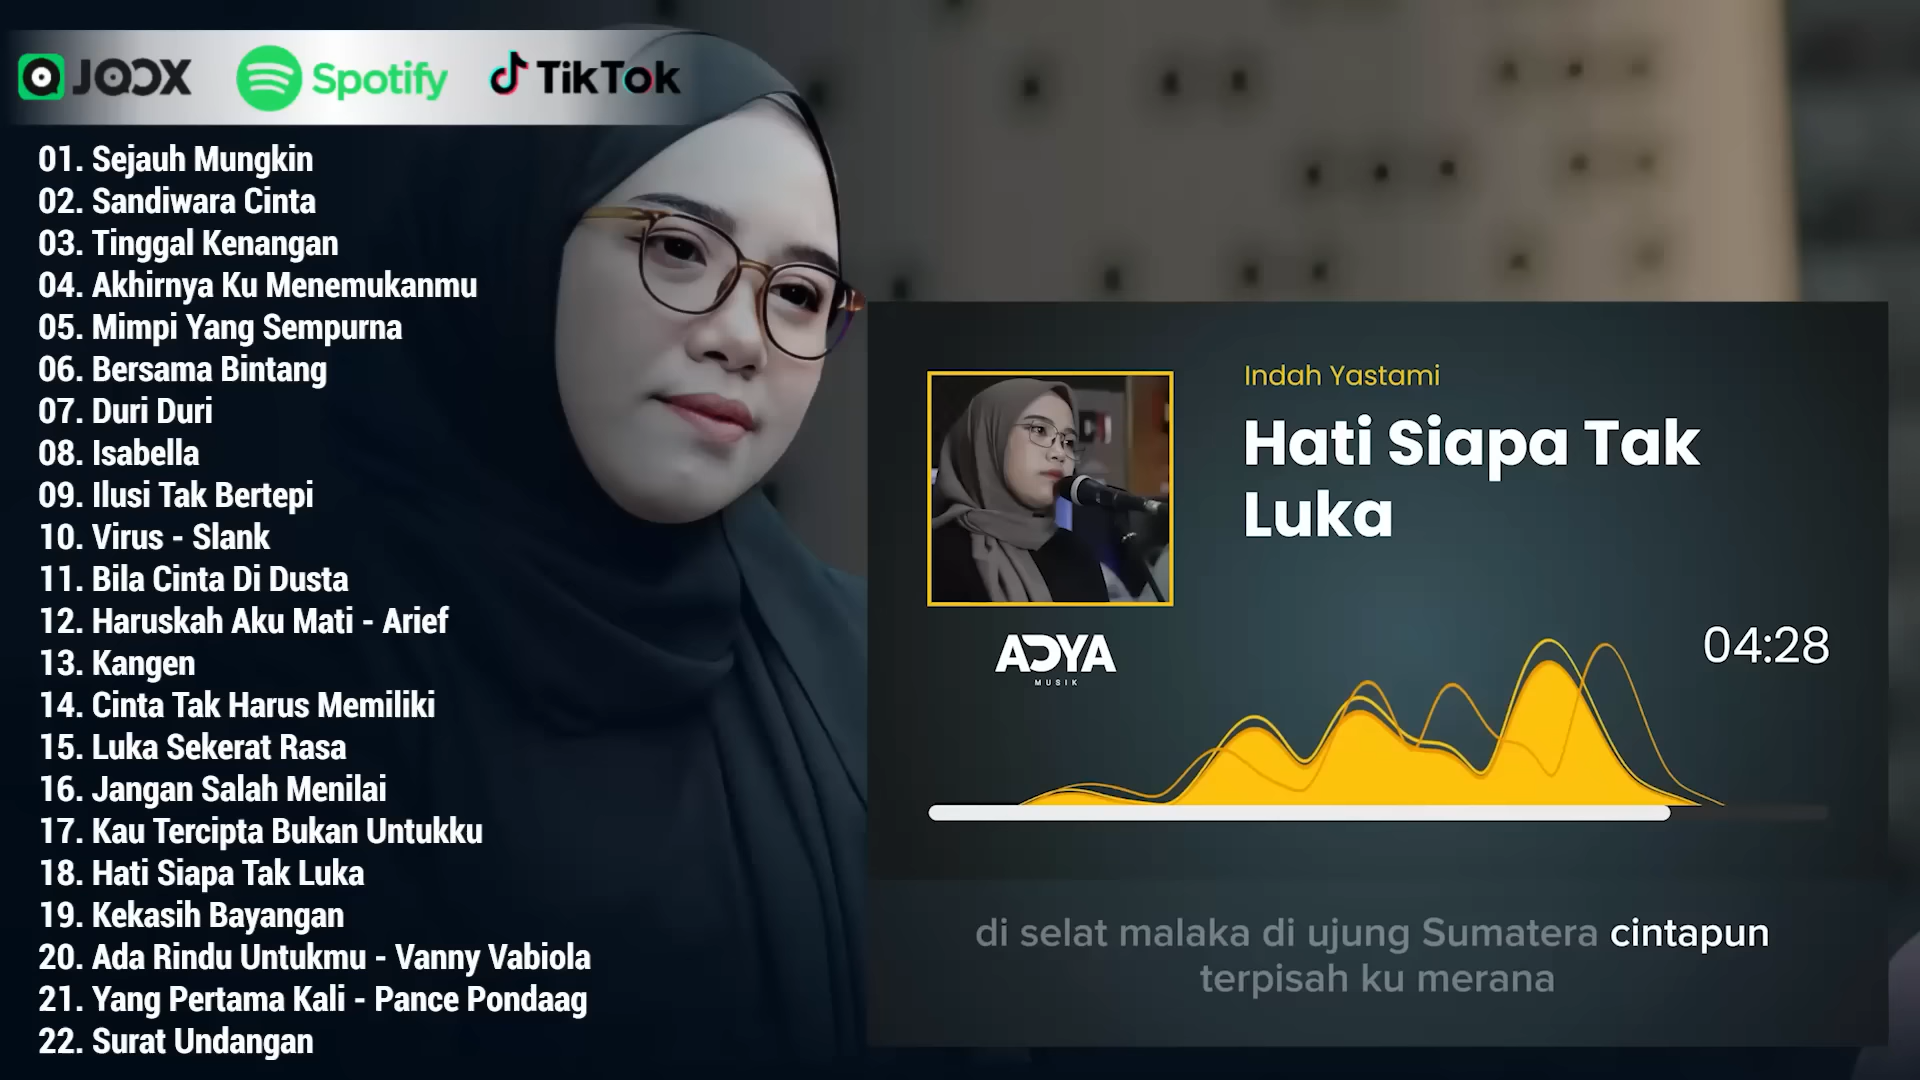 JOOX Spotify TikTok
01. Sejauh Mungkin
02. Sandiwara Cinta
03. Tinggal Kenangan
04. Akhirnya Ku Menemukanmu
05. Mimpi Yang Sempurna
06. Bersama Bintang
07. Duri Duri
08. Isabella
09. Ilusi Tak Bertepi
10. Virus - Slank
11. Bila Cinta Di Dusta
12. Haruskah Aku Mati - Arief
13. Kangen
14. Cinta Tak Harus Memiliki
15. Luka Sekerat Rasa
16. Jangan Salah Menilai
17. Kau Tercipta Bukan Untukku
18. Hati Siapa Tak Luka
19. Kekasih Bayangan
20. Ada Rindu Untukmu - Vanny Vabiola
21. Yang Pertama Kali - Pance Pondaag
22. Surat Undangan
Indah Yastami
Hati Siapa Tak
Luka
ADYA
MUSIK
04:28
di selat malaka di ujung Sumatera cintapun
terpisah ku merana